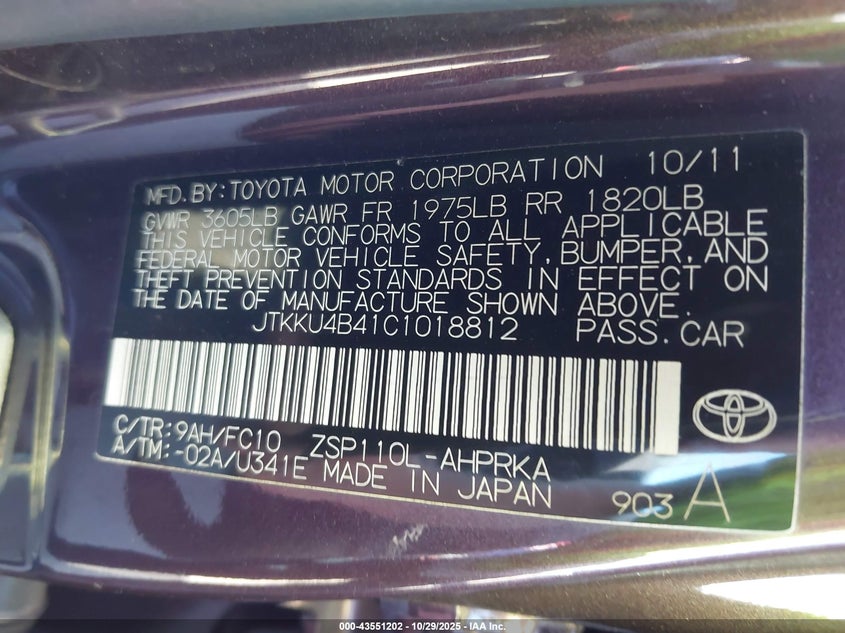 MFD.BY:TOYOTA MOTOR CORPORATION 10/11
GVWR 3605LB GAWR FR 1975LB RR 1820LB
THIS VEHICLE CONFORMS TO ALL APPLICABLE
FEDERAL MOTOR VEHICLE SAFETY, BUMPER, AND
THEFT PREVENTION STANDARDS IN EFFECT ON
THE DATE OF MANUFACTURE SHOWN ABOVE.
JTKKU4B41C1018812 PASS.CAR
C/TR:9AH/FC10 ZSP110L-AHPRKA
A/TM:-02A/U341E MADE IN JAPAN
903 A
000-43551202 - 10/29/2025 - IAA Inc.